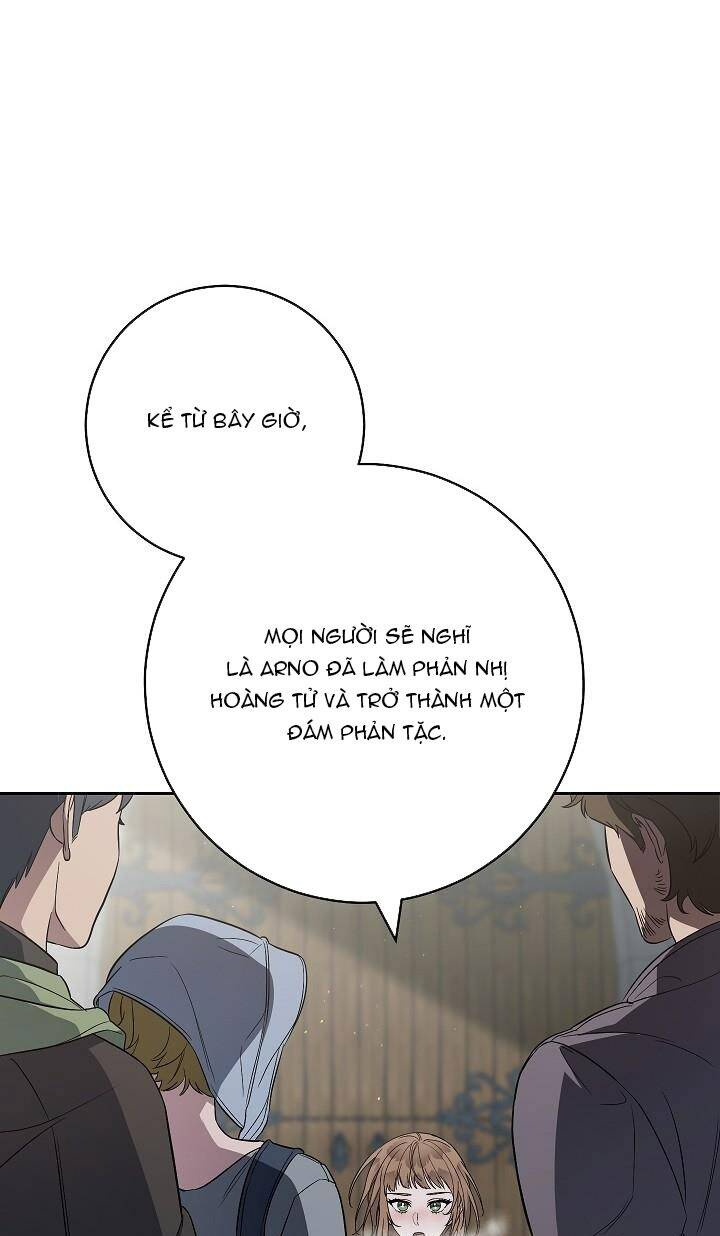 KỂ TỪ BÂY GIỜ,
MỌI NGƯỜI SẼ NGHĨ
LÀ ARNO ĐÃ LÀM PHẢN NHỊ
HOÀNG TỬ VÀ TRỞ THÀNH MỘT
ĐÁM PHẢN TẶC.